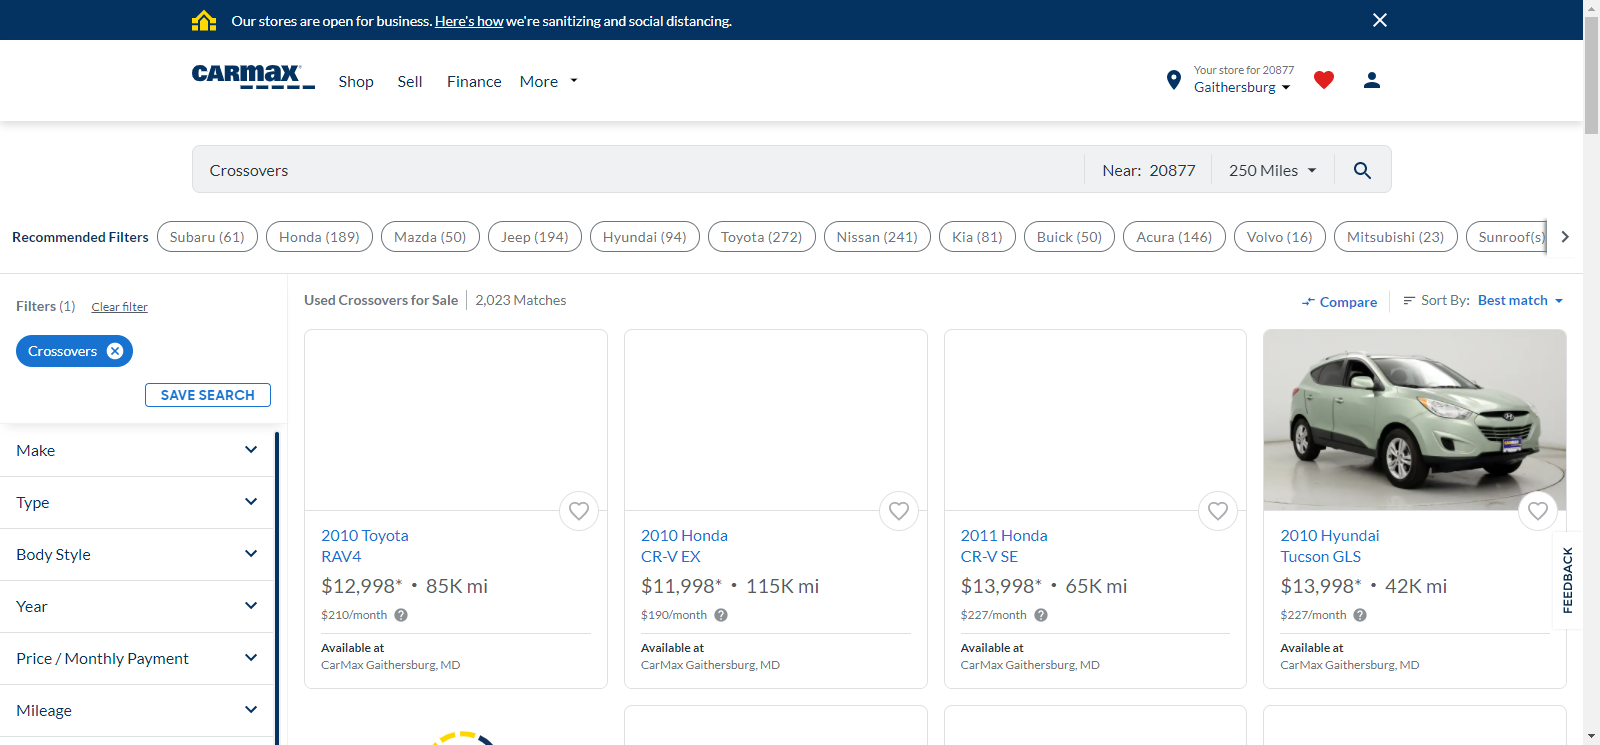 Our stores are open for business. Here's how we're sanitizing and social distancing.
CARMAX
Shop Sell Finance More
Your store for 20877
Gaithersburg
Crossovers Near: 20877 250 Miles
Recommended Filters Subaru (61) Honda (189) Mazda (50) Jeep (194) Hyundai (94) Toyota (272) Nissan (241) Kia (81) Buick (50) Acura (146) Volvo (16) Mitsubishi (23) Sunroof(s)
Filters (1) Clear filter
Crossovers
SAVE SEARCH
Make
Type
Body Style
Year
Price / Monthly Payment
Mileage
Used Crossovers for Sale 2,023 Matches
Compare Sort By: Best match
2010 Toyota
RAV4
$12,998* • 85K mi
$210/month
Available at
CarMax Gaithersburg, MD
2010 Honda
CR-V EX
$11,998* • 115K mi
$190/month
Available at
CarMax Gaithersburg, MD
2011 Honda
CR-V SE
$13,998* • 65K mi
$227/month
Available at
CarMax Gaithersburg, MD
2010 Hyundai
Tucson GLS
$13,998* • 42K mi
$227/month
Available at
CarMax Gaithersburg, MD
FEEDBACK